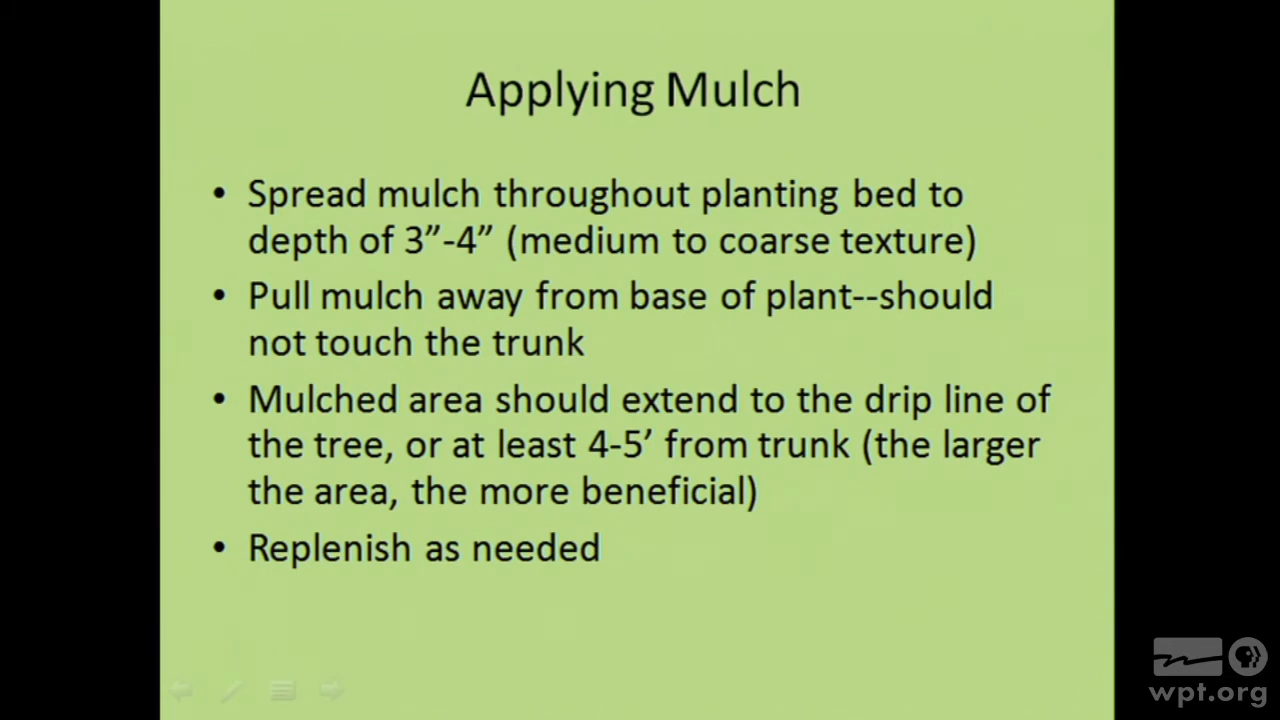 Applying Mulch
• Spread mulch throughout planting bed to
depth of 3”-4” (medium to coarse texture)
• Pull mulch away from base of plant--should
not touch the trunk
• Mulched area should extend to the drip line of
the tree, or at least 4-5’ from trunk (the larger
the area, the more beneficial)
• Replenish as needed
wpt.org